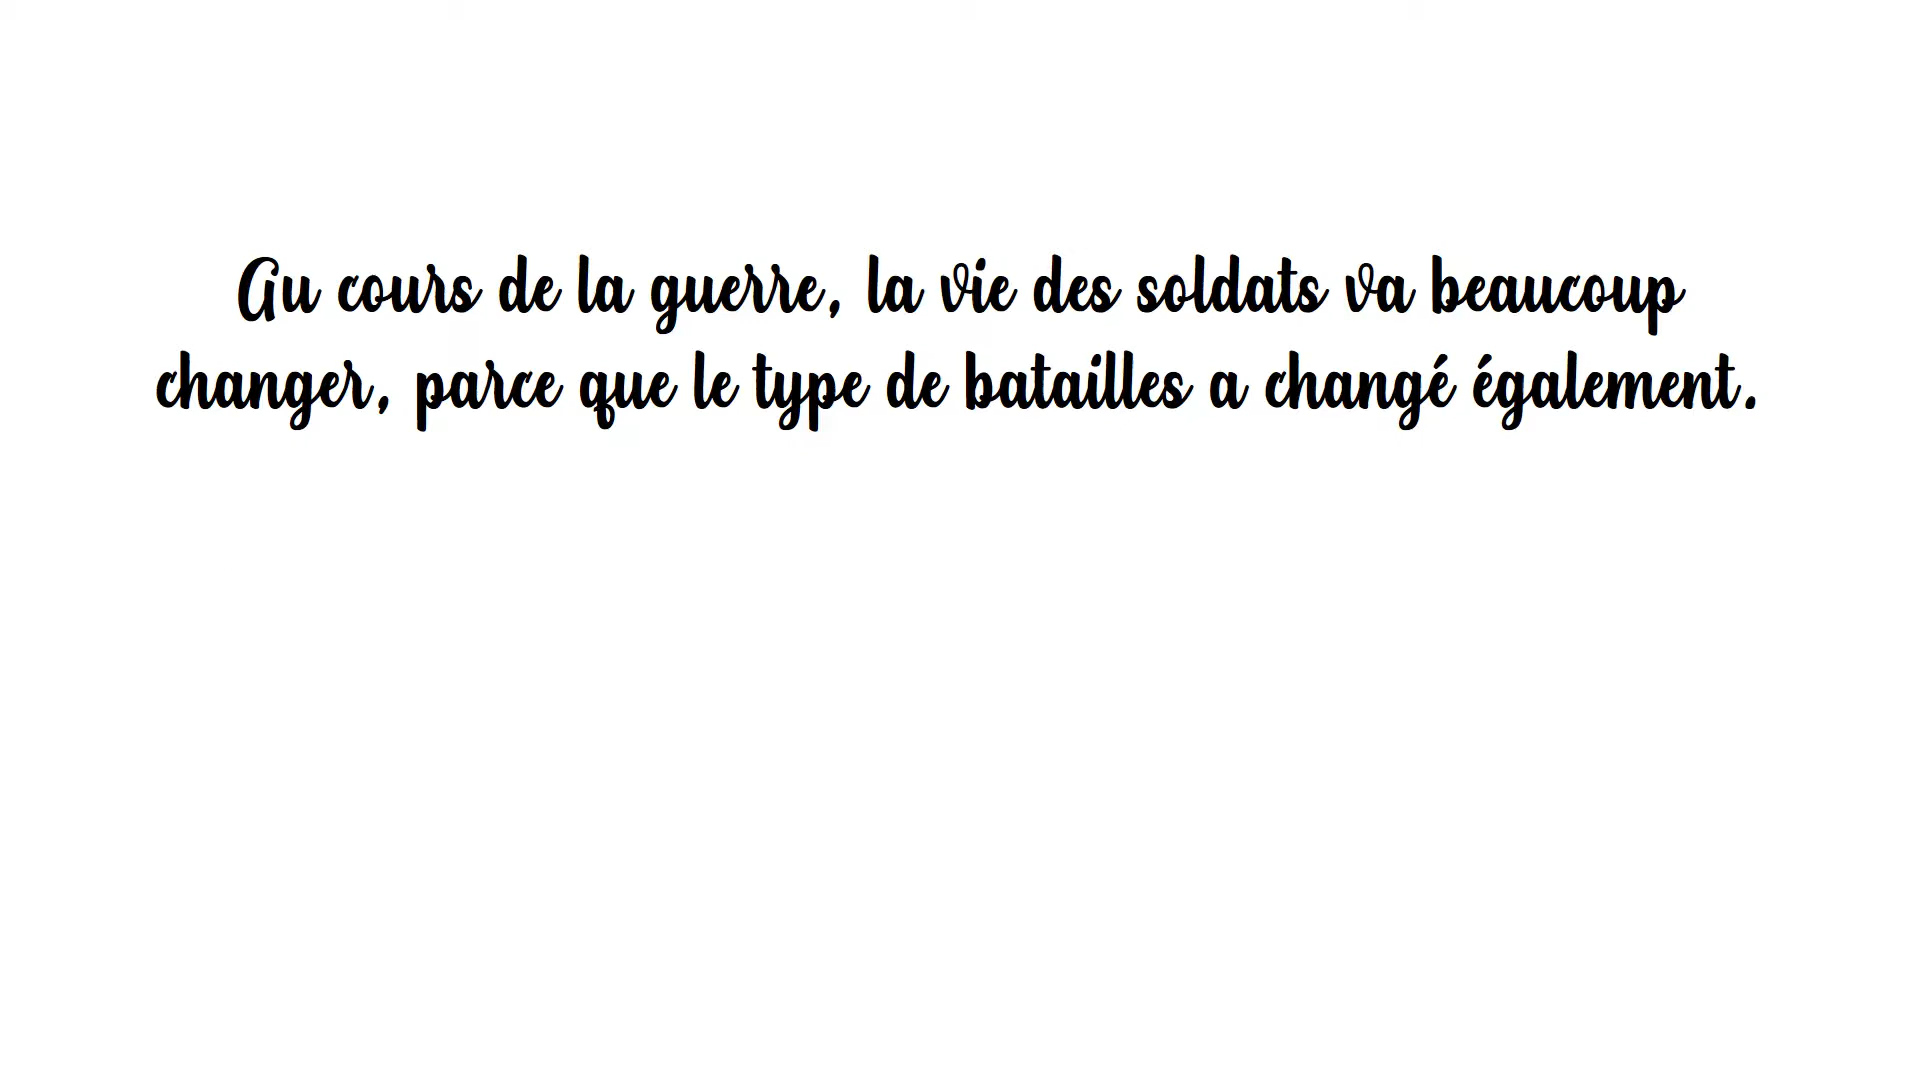 Au cours de la guerre, la vie des soldats va beaucoup
changer, parce que le type de batailles a changé également.